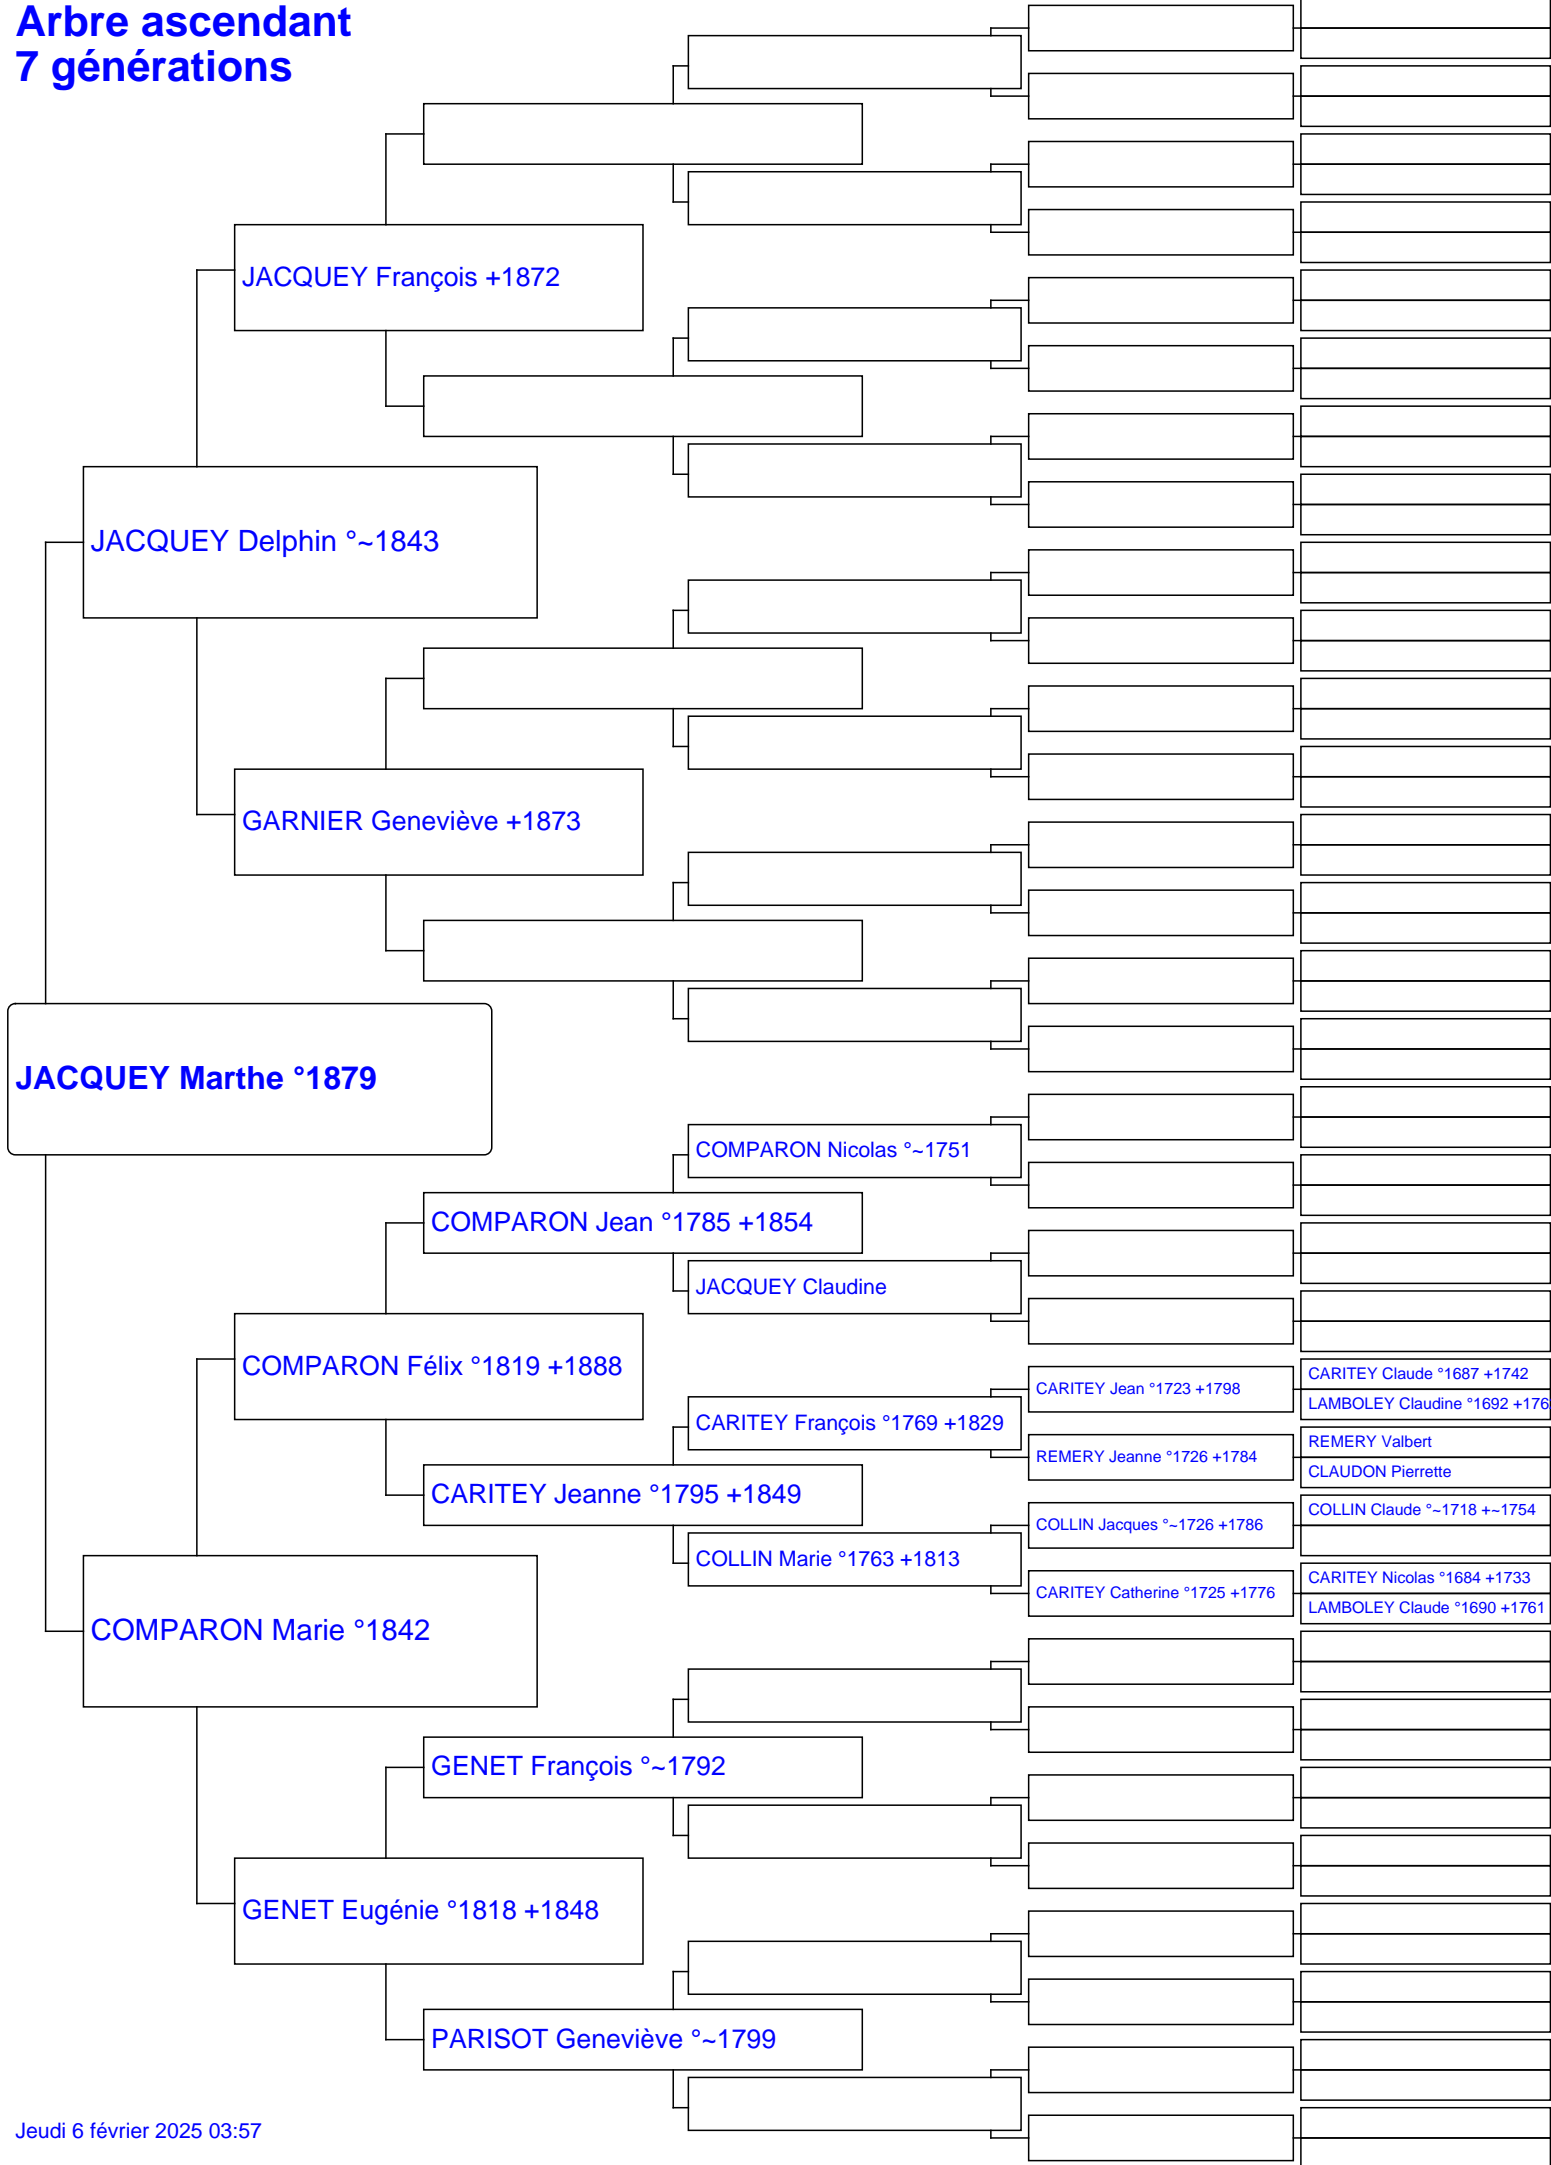 Arbre ascendant
7 générations
JACQUEY François +1872
JACQUEY Delphin °~1843
GARNIER Geneviève +1873
JACQUEY Marthe °1879
COMPARON Nicolas °~1751
COMPARON Jean °1785 +1854
JACQUEY Claudine
COMPARON Félix °1819 +1888
CARITEY Claude °1687 +1742
CARITEY Jean °1723 +1798
LAMBOLEY Claudine °1692 +176
CARITEY François °1769 +1829
REMERY Valbert
REMERY Jeanne °1726 +1784
CLAUDON Pierrette
CARITEY Jeanne °1795 +1849
COLLIN Claude °~1718 +~1754
COLLIN Jacques °~1726 +1786
COLLIN Marie °1763 +1813
CARITEY Nicolas °1684 +1733
CARITEY Catherine °1725 +1776
LAMBOLEY Claude °1690 +1761
COMPARON Marie °1842
GENET François °~1792
GENET Eugénie °1818 +1848
PARISOT Geneviève °~1799
Jeudi 6 février 2025 03:57